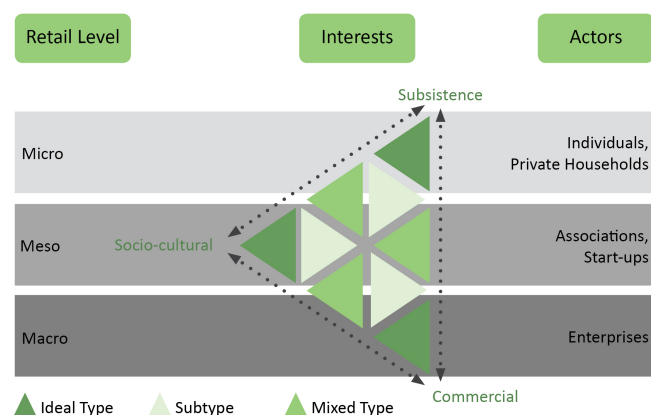 Retail Level
Interests
Actors
Subsistence
Micro
Individuals,
Private Households
Meso
Socio-cultural
Associations,
Start-ups
Macro
Enterprises
Commercial
Ideal Type
Subtype
Mixed Type